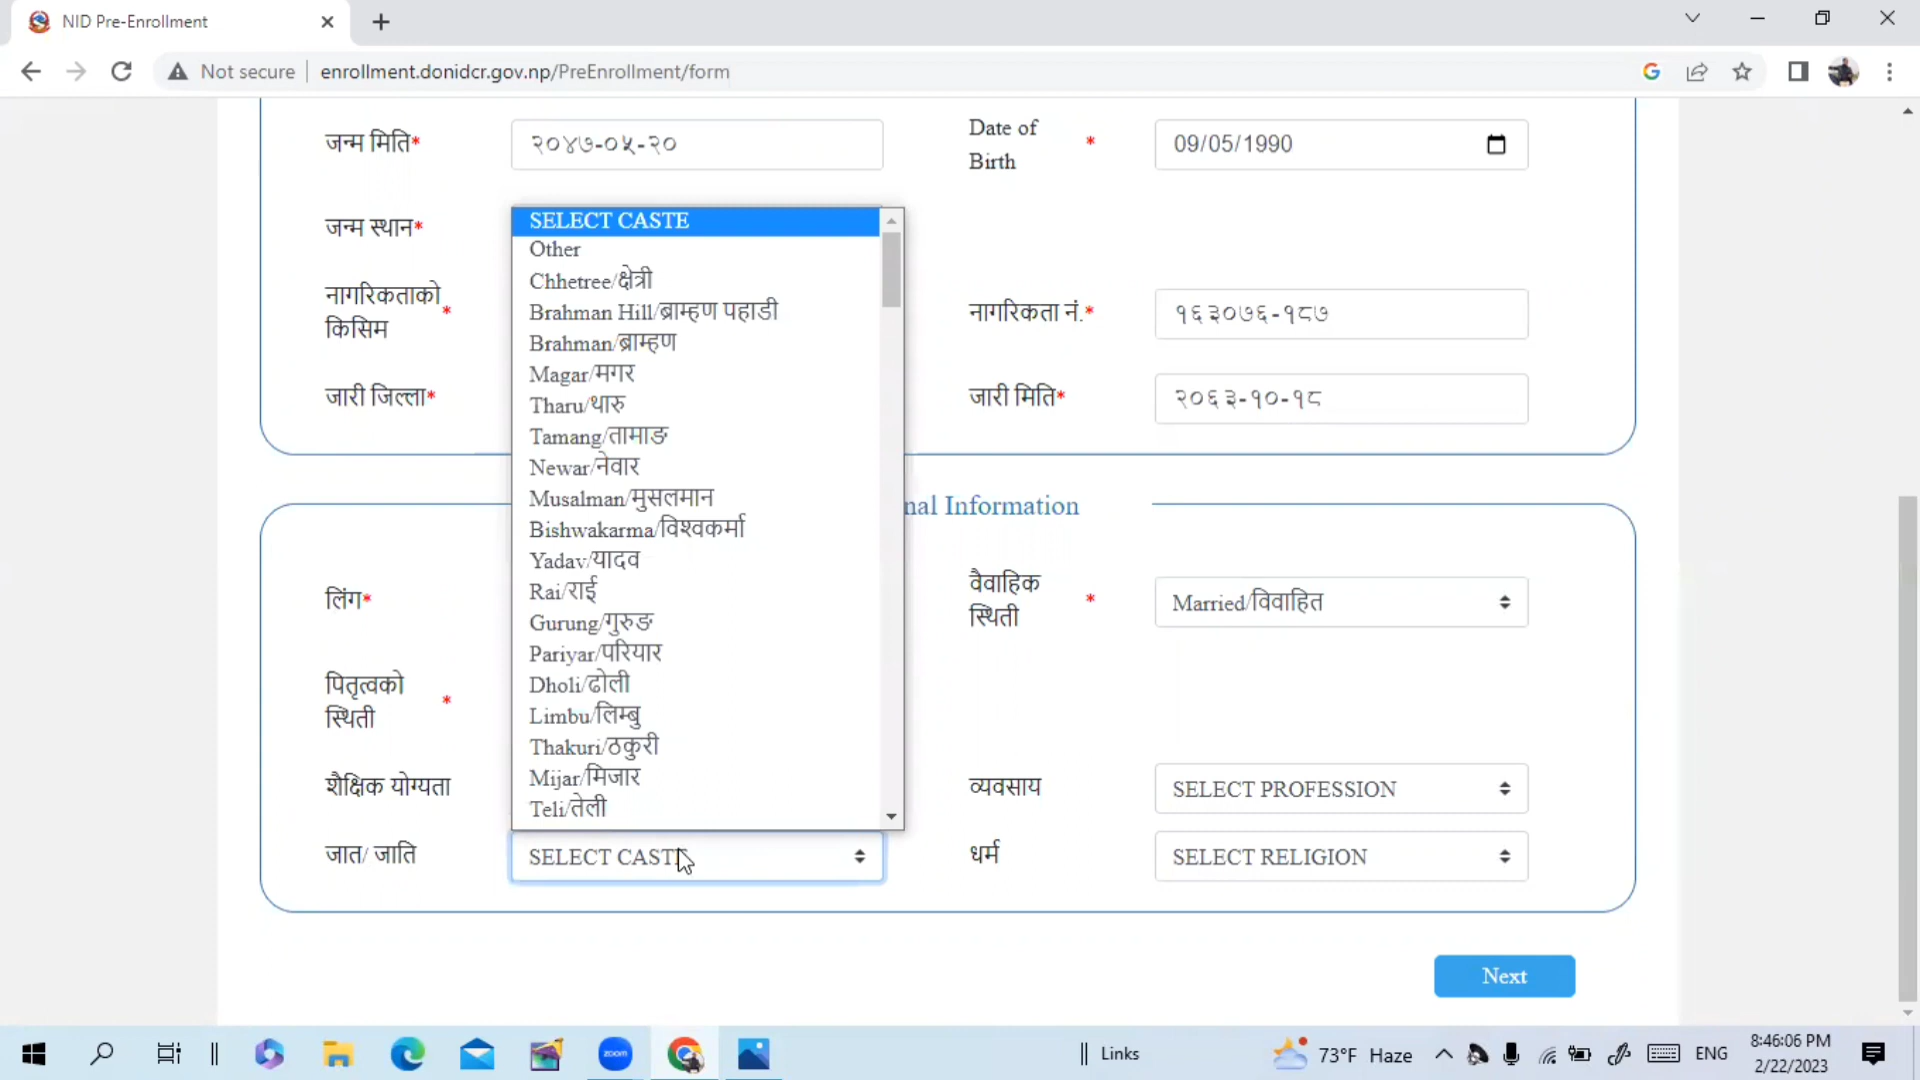 NID Pre-Enrollment
Not secure
enrollment.donidcr.gov.np/PreEnrollment/form
जन्म मिति*
२०४७-०५-२०
Date of
Birth
*
09/05/1990
जन्म स्थान*
नागरिकताको
किसिम
*
नागरिकता नं.*
१६३०७६-१८७
जारी जिल्ला*
जारी मिति*
२०६३-१०-१८
SELECT CASTE
Other
Chhetree/क्षेत्री
Brahman Hill/ब्राम्हण पहाडी
Brahman/ब्राम्हण
Magar/मगर
Tharu/थारु
Tamang/तामाङ
Newar/नेवार
Musalman/मुसलमान
Bishwakarma/विश्वकर्मा
Yadav/यादव
Rai/राई
Gurung/गुरुङ
Pariyar/परियार
Dholi/ढोली
Limbu/लिम्बु
Thakuri/ठकुरी
Mijar/मिजार
Teli/तेली
nal Information
लिंग*
वैवाहिक
स्थिती
*
Married/विवाहित
पितृत्वको
स्थिती
*
शैक्षिक योग्यता
व्यवसाय
SELECT PROFESSION
जात/ जाति
SELECT CASTE
धर्म
SELECT RELIGION
Next
zoom
Links
73°F Haze
ENG
8:46:06 PM
2/22/2023